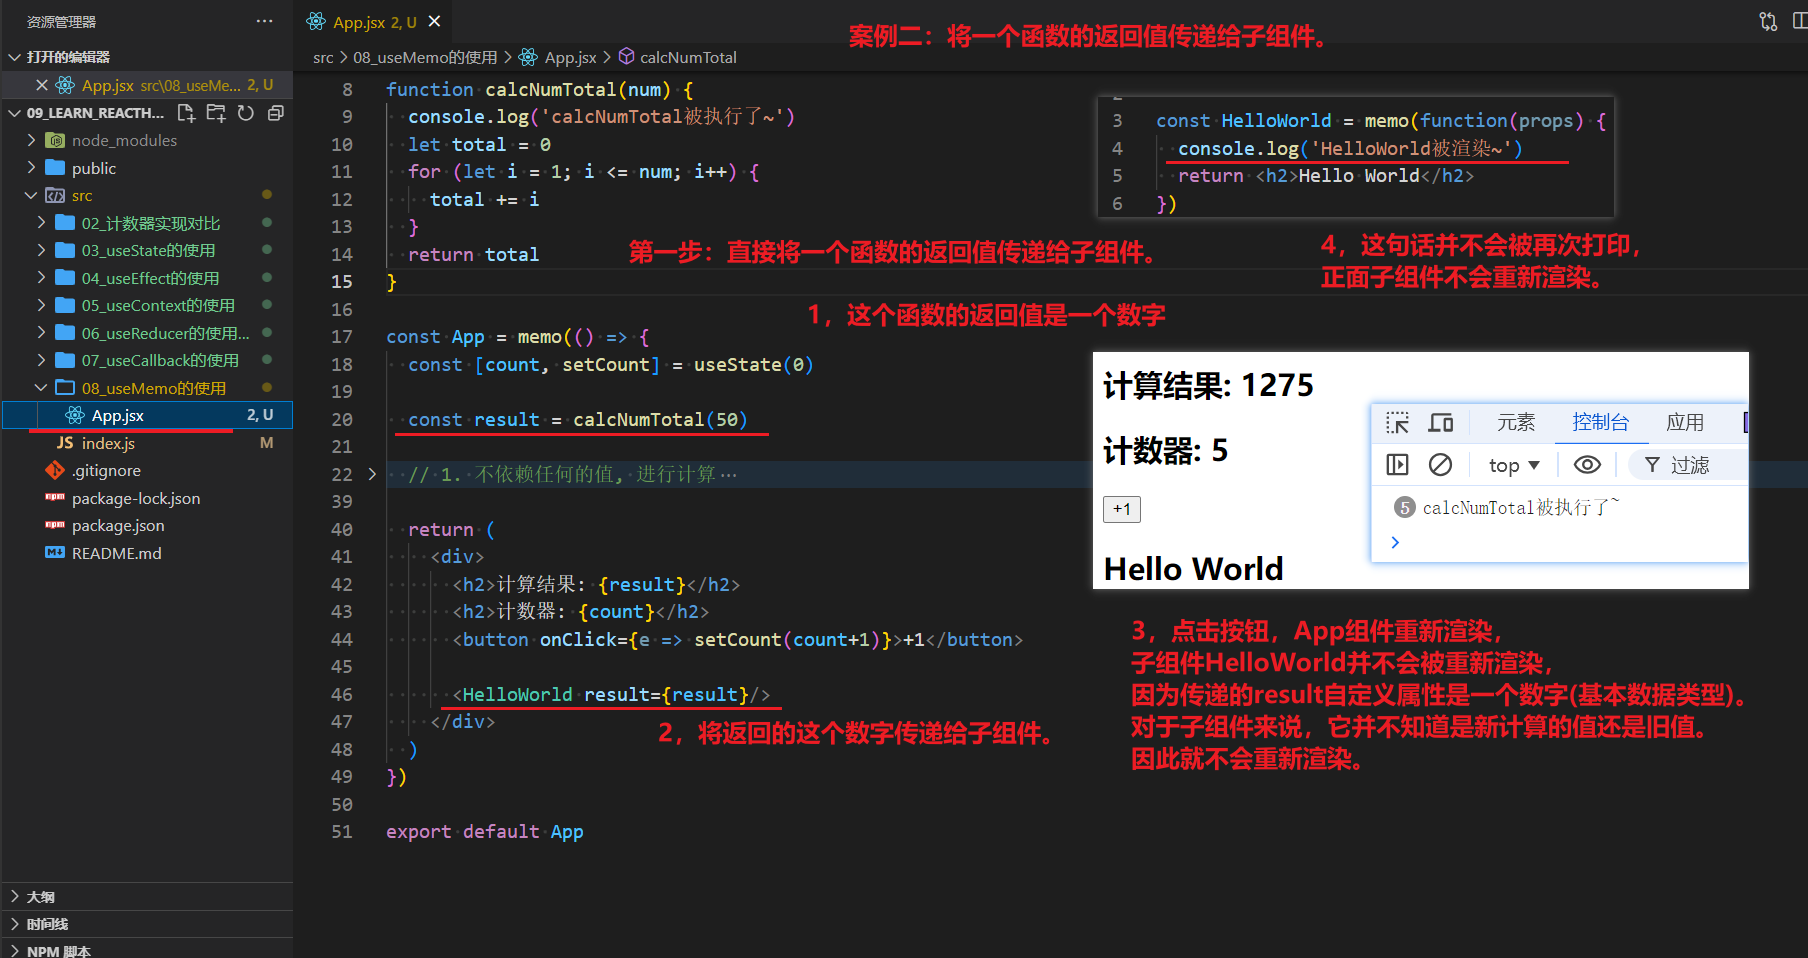 资源管理器
打开的编辑器
App.jsx src\08_useMe... 2, U
09_LEARN_REACTH...
node_modules
public
src
02_计数器实现对比
03_useState的使用
04_useEffect的使用
05_useContext的使用
06_useReducer的使用...
07_useCallback的使用
08_useMemo的使用
App.jsx 2, U
JS index.js M
.gitignore
package-lock.json
package.json
README.md
大纲
时间线
NPM 脚本
App.jsx 2, U
src > 08_useMemo的使用 > App.jsx > calcNumTotal
案例二：将一个函数的返回值传递给子组件。
8 function calcNumTotal(num) {
9 console.log('calcNumTotal被执行了~')
10 let total = 0
11 for (let i = 1; i <= num; i++) {
12 total += i
13 }
14 return total
15 }
16
17 const App = memo(() => {
18 const [count, setCount] = useState(0)
19
20 const result = calcNumTotal(50)
21
22 // 1. 不依赖任何的值, 进行计算…
39
40 return (
41 <div>
42 <h2>计算结果: {result}</h2>
43 <h2>计数器: {count}</h2>
44 <button onClick={e => setCount(count+1)}>+1</button>
45
46 <HelloWorld result={result}/>
47 </div>
48 )
49 })
50
51 export default App
第一步：直接将一个函数的返回值传递给子组件。
1，这个函数的返回值是一个数字
2，将返回的这个数字传递给子组件。
3 const HelloWorld = memo(function(props) {
4 console.log('HelloWorld被渲染~')
5 return <h2>Hello World</h2>
6 })
4，这句话并不会被再次打印，
正面子组件不会重新渲染。
计算结果: 1275
计数器: 5
+1
Hello World
元素 控制台 应用
top ▼ 过滤
5 calcNumTotal被执行了~
3，点击按钮，App组件重新渲染，
子组件HelloWorld并不会被重新渲染，
因为传递的result自定义属性是一个数字(基本数据类型)。
对于子组件来说，它并不知道是新计算的值还是旧值。
因此就不会重新渲染。